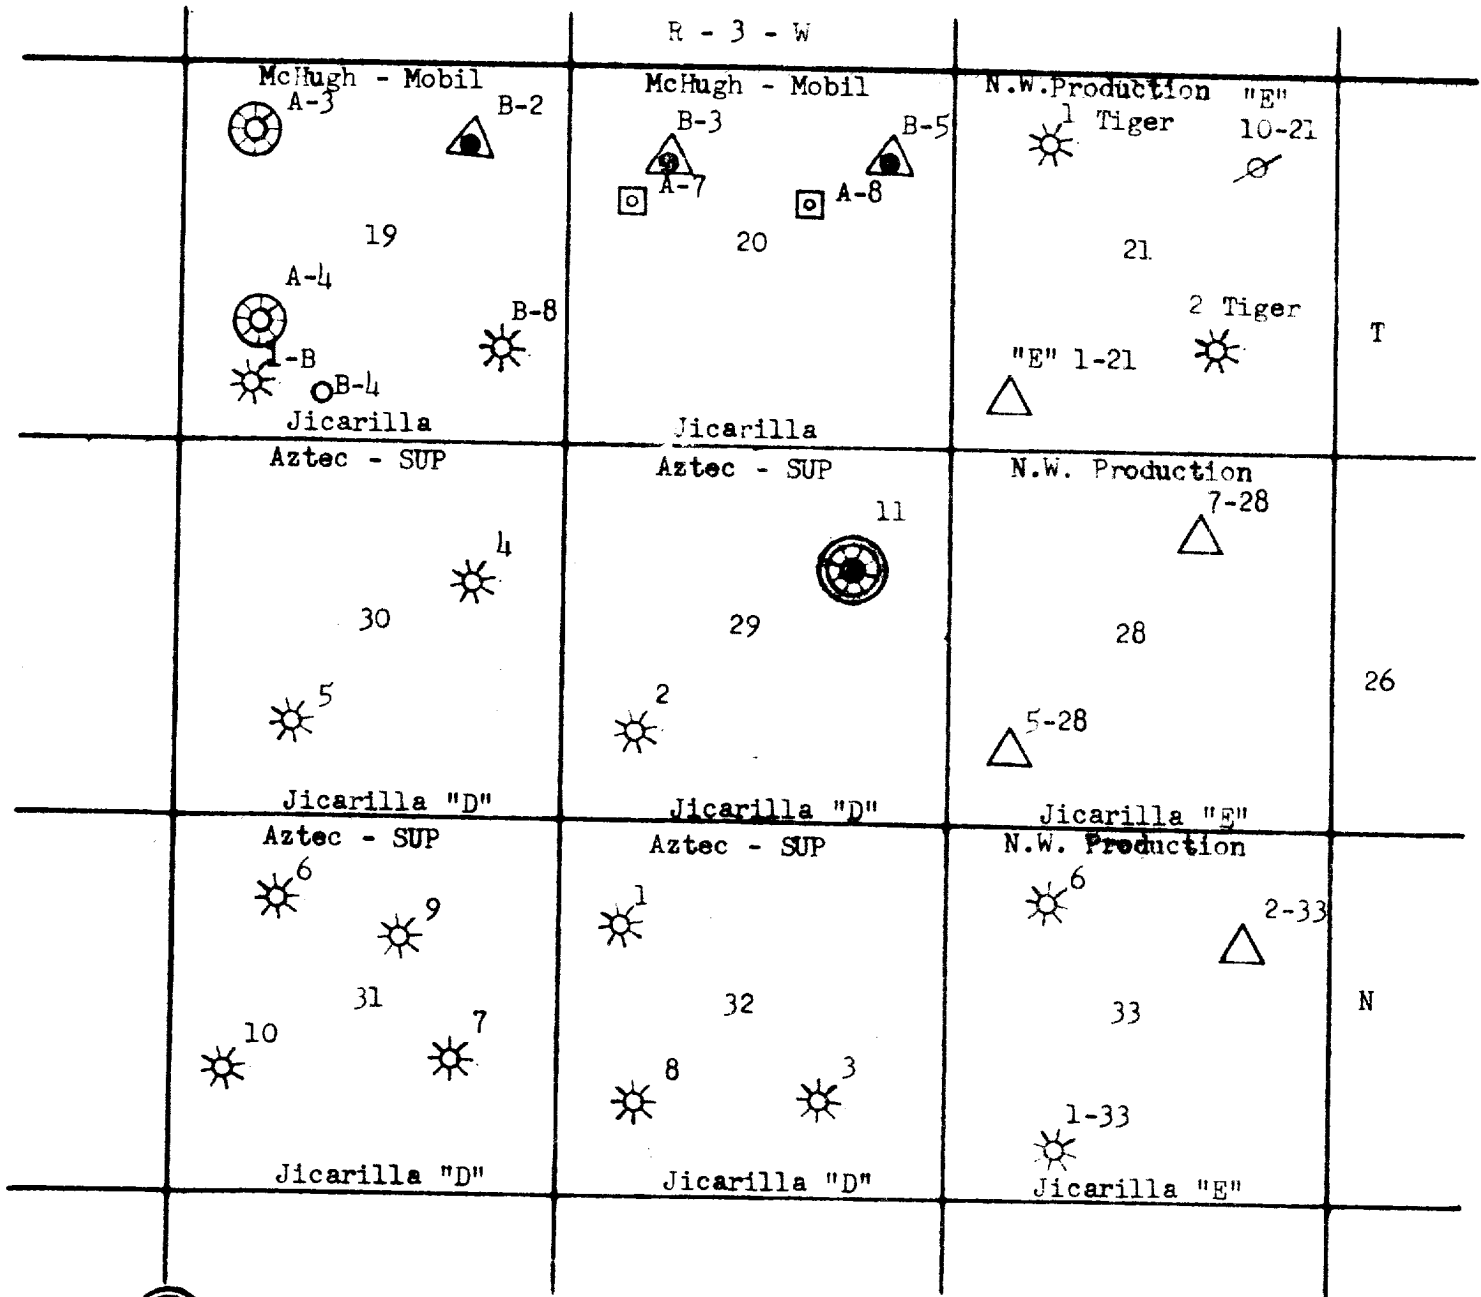 R - 3 - W
McHugh - Mobil
A-3
B-2
19
A-4
B-8
1-B
B-4
Jicarilla
McHugh - Mobil
B-3
B-5
A-7
A-8
20
Jicarilla
N.W.Production "E"
1 Tiger
10-21
21
2 Tiger
"E" 1-21
T
Aztec - SUP
4
30
5
Jicarilla "D"
Aztec - SUP
11
29
2
Jicarilla "D"
N.W. Production
7-28
28
5-28
Jicarilla "E"
26
Aztec - SUP
6
9
31
10
7
Jicarilla "D"
Aztec - SUP
1
32
8
3
Jicarilla "D"
N.W. Production
6
2-33
33
1-33
Jicarilla "E"
N